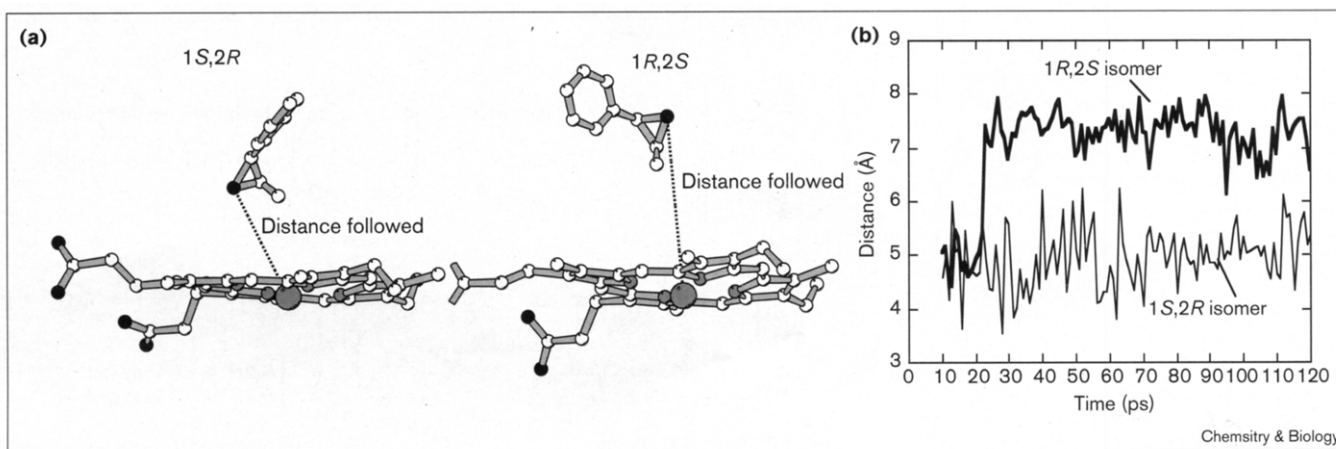 (a)
1S,2R
1R,2S
Distance followed
Distance followed
(b)
9
8
7
6
5
4
3
Distance (Å)
1R,2S isomer
1S,2R isomer
0 10 20 30 40 50 60 70 80 90 100 110 120
Time (ps)
Chemsitry & Biology